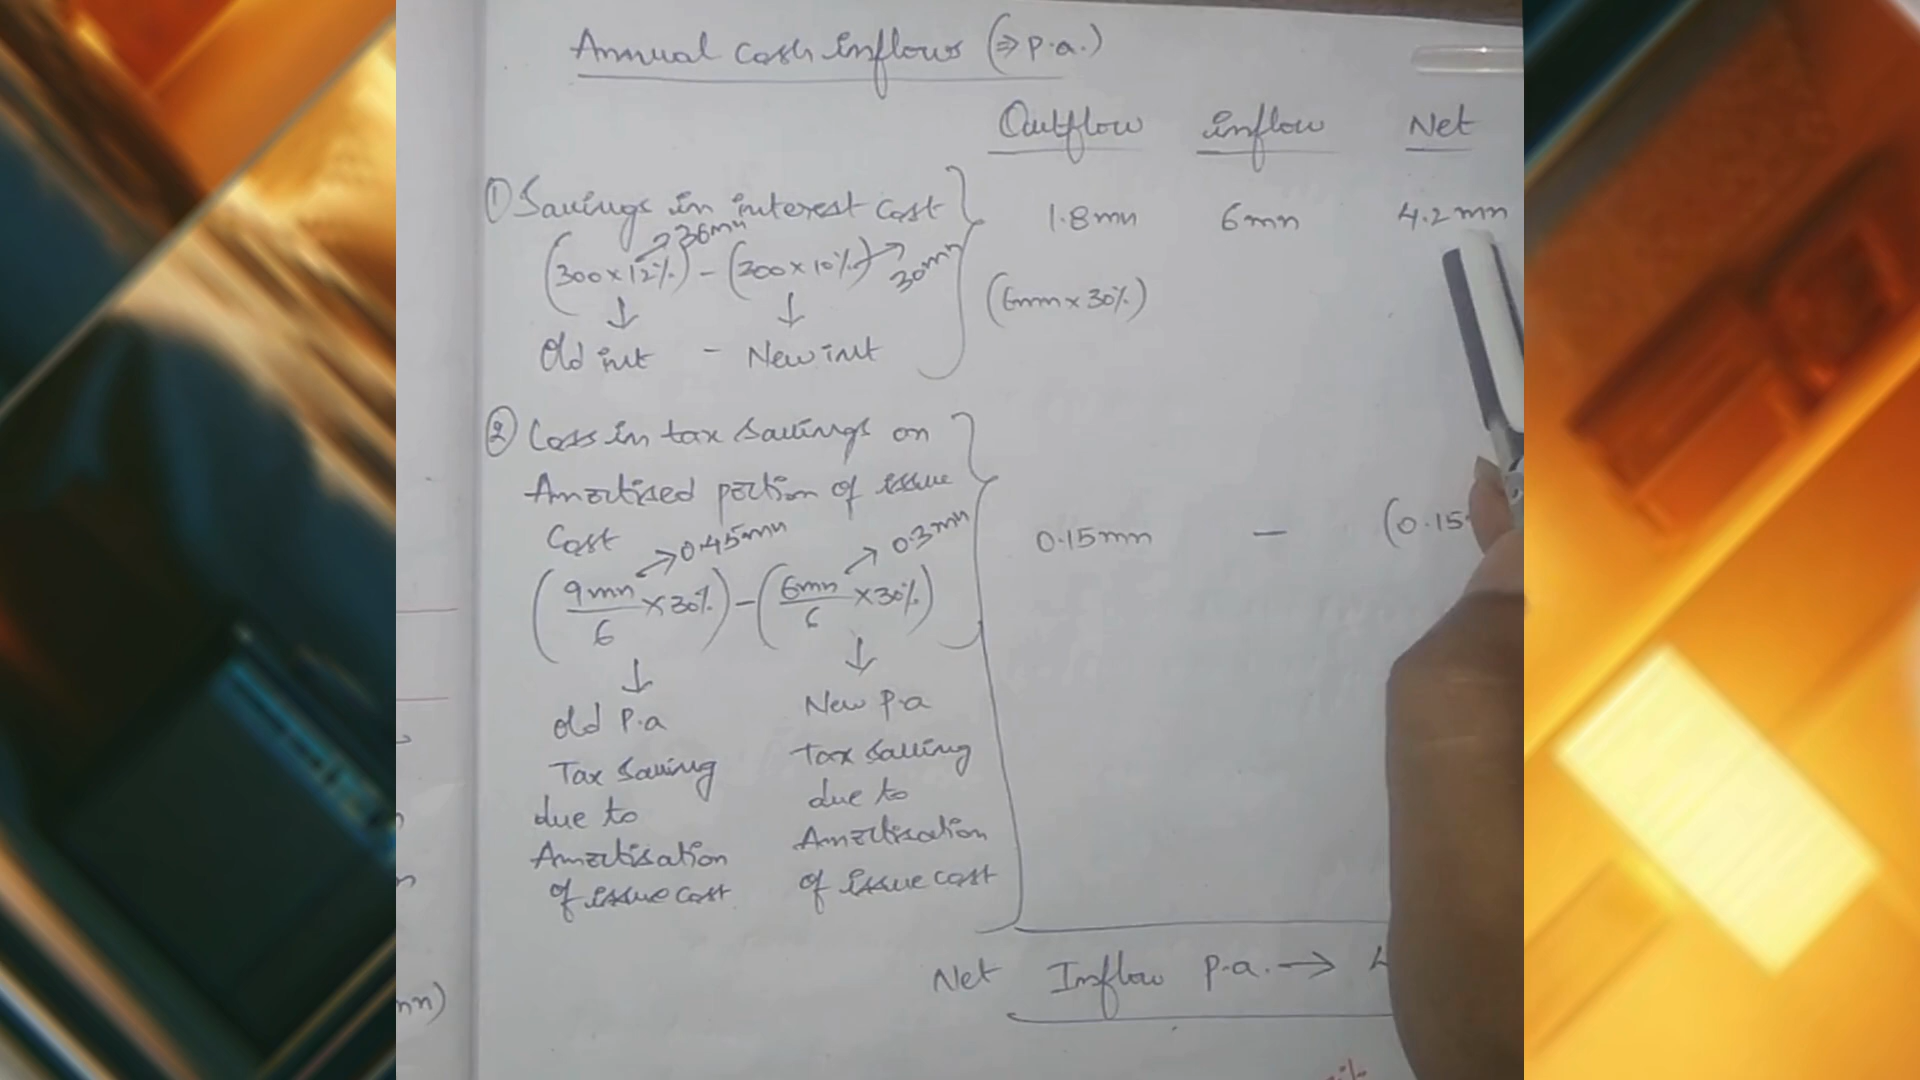 Annual Cash inflows (⇒ p.a.)
Outflow inflow Net
① Savings in interest cost 1.8mn 6mn 4.2mn
→ 36mn
(300 × 12%) - (300 × 10%) → 30mn
(6mn × 30%)
↓ ↓
Old int - New int
② Loss in tax savings on
Amortised portion of issue
Cost → 0.45mn → 0.3mn 0.15mn — (0.15
(9mn/6 × 30%) - (6mn/6 × 30%)
↓ ↓
Old P.a New P.a
Tax Saving tax saving
due to due to
Amortisation Amortisation
of issue cost of issue cost
Net Inflow p.a. →
nn)